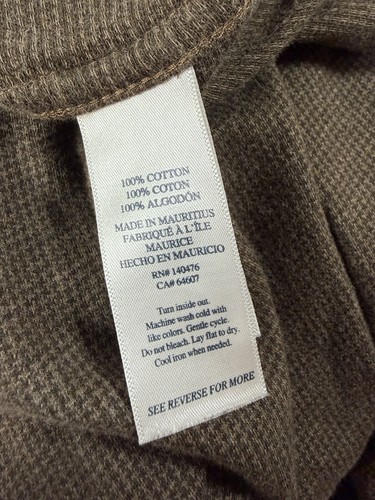 100% COTTON
100% COTON
100% ALGODÓN
MADE IN MAURITIUS
FABRIQUÉ À L'ÎLE
MAURICE
HECHO EN MAURICIO
RN# 140476
CA# 64607
Turn inside out.
Machine wash cold with
like colors. Gentle cycle.
Do not bleach. Lay flat to dry.
Cool iron when needed.
SEE REVERSE FOR MORE